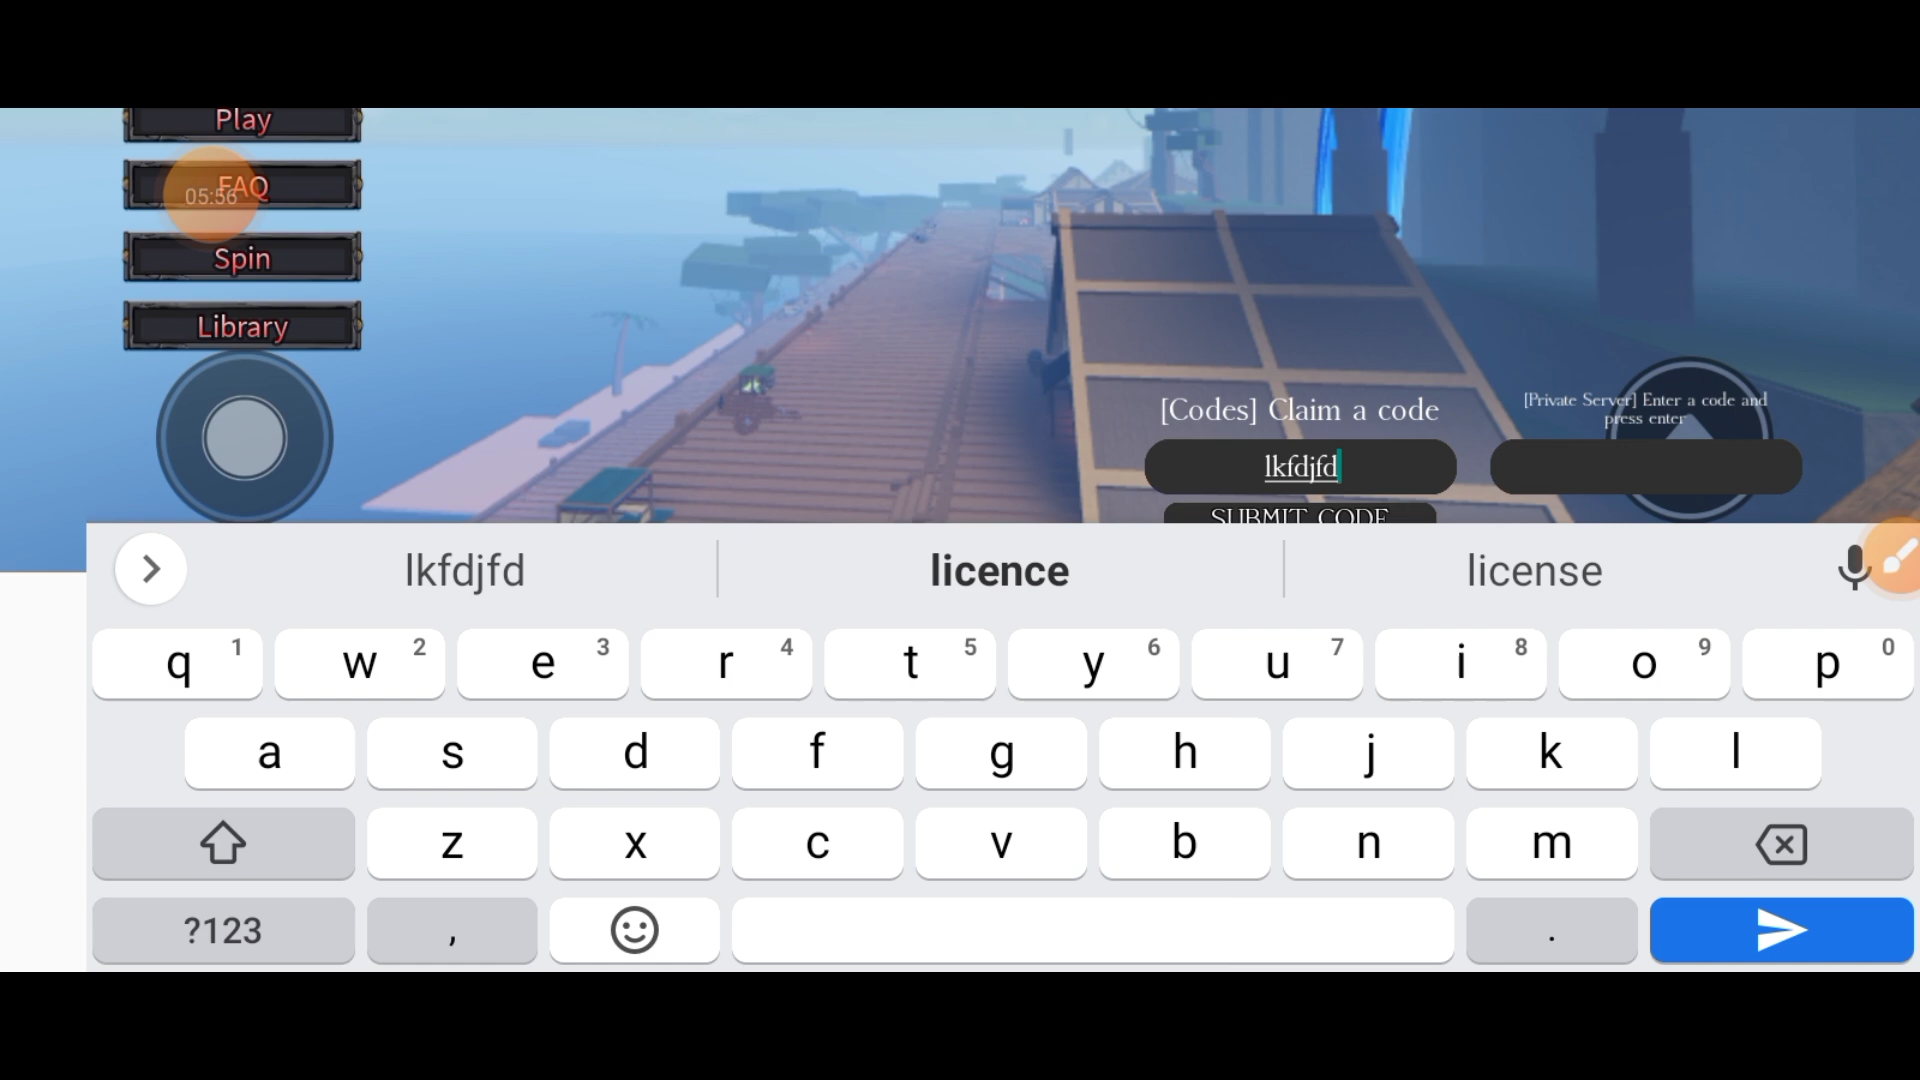 Play
FAQ
05:56
Spin
Library
[Codes] Claim a code
lkfdjfd
SUBMIT CODE
[Private Server] Enter a code and
press enter
lkfdjfd licence license
q 1 w 2 e 3 r 4 t 5 y 6 u 7 i 8 o 9 p 0
a s d f g h j k l
z x c v b n m
?123 , .